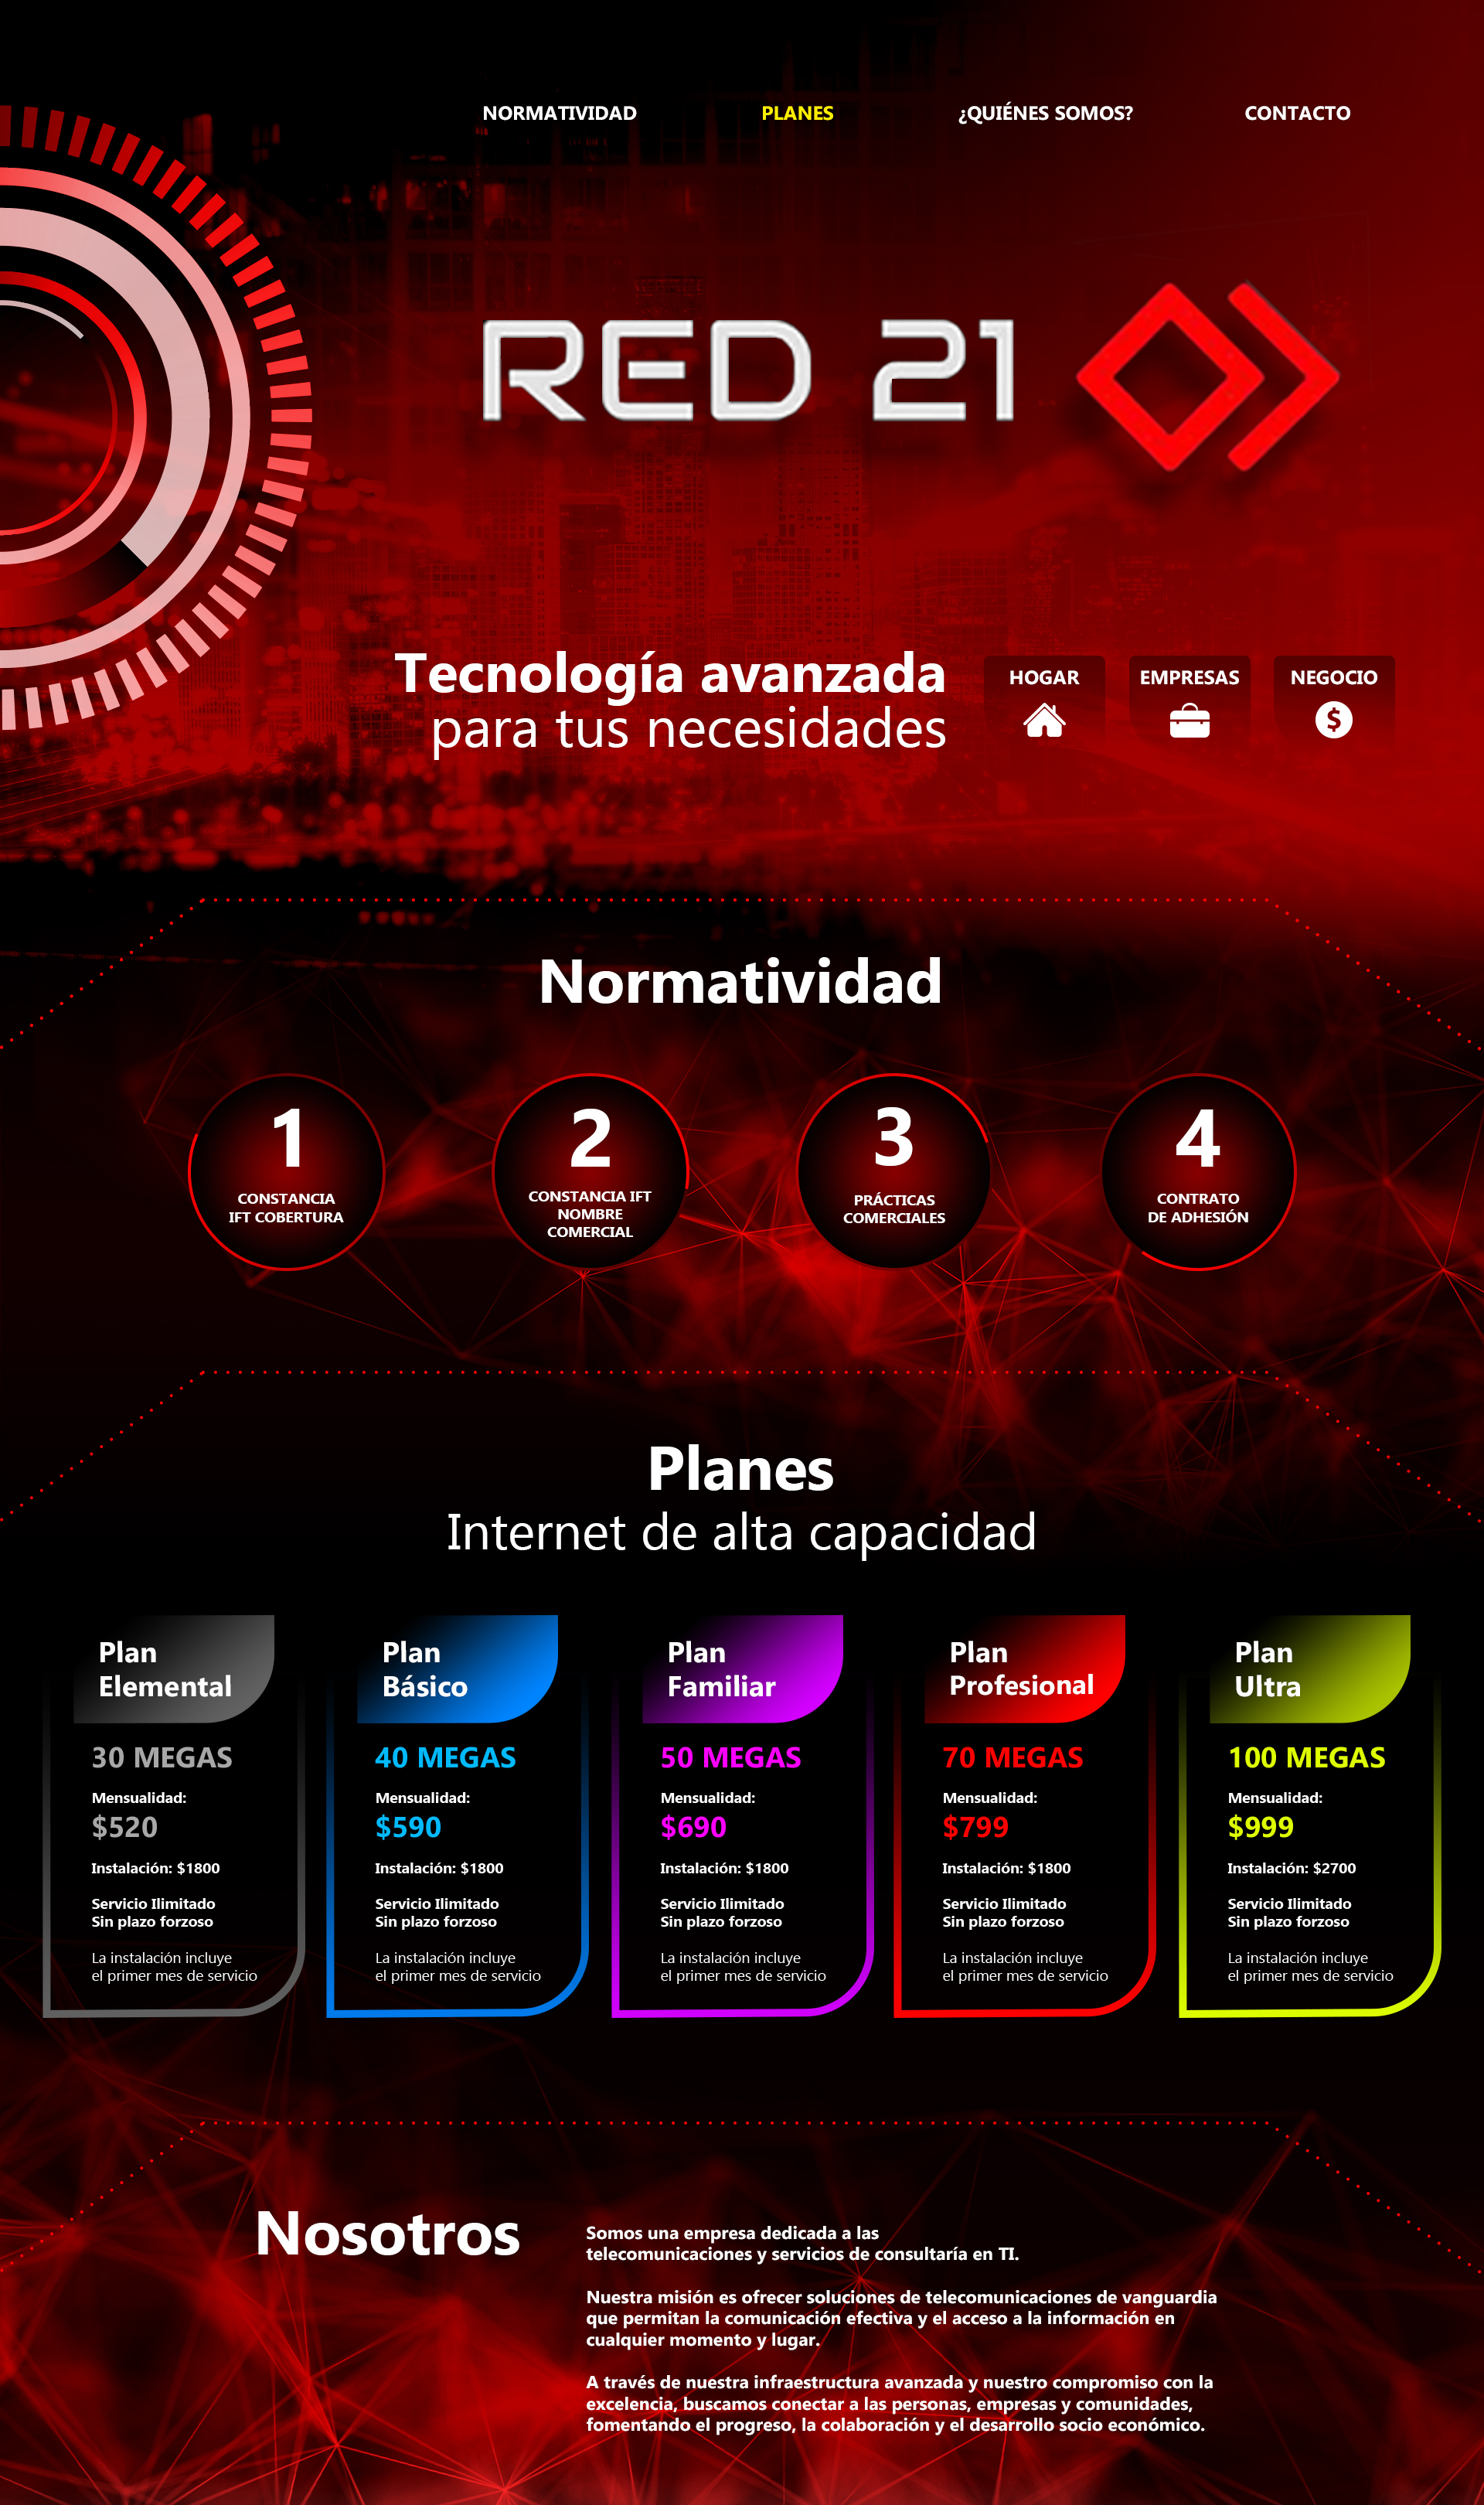 NORMATIVIDAD PLANES ¿QUIÉNES SOMOS? CONTACTO
RED 21
Tecnología avanzada
para tus necesidades
HOGAR EMPRESAS NEGOCIO
$
Normatividad
1
CONSTANCIA
IFT COBERTURA
2
CONSTANCIA IFT
NOMBRE
COMERCIAL
3
PRÁCTICAS
COMERCIALES
4
CONTRATO
DE ADHESIÓN
Planes
Internet de alta capacidad
Plan
Elemental
30 MEGAS
Mensualidad:
$520
Instalación: $1800
Servicio Ilimitado
Sin plazo forzoso
La instalación incluye
el primer mes de servicio
Plan
Básico
40 MEGAS
Mensualidad:
$590
Instalación: $1800
Servicio Ilimitado
Sin plazo forzoso
La instalación incluye
el primer mes de servicio
Plan
Familiar
50 MEGAS
Mensualidad:
$690
Instalación: $1800
Servicio Ilimitado
Sin plazo forzoso
La instalación incluye
el primer mes de servicio
Plan
Profesional
70 MEGAS
Mensualidad:
$799
Instalación: $1800
Servicio Ilimitado
Sin plazo forzoso
La instalación incluye
el primer mes de servicio
Plan
Ultra
100 MEGAS
Mensualidad:
$999
Instalación: $2700
Servicio Ilimitado
Sin plazo forzoso
La instalación incluye
el primer mes de servicio
Nosotros
Somos una empresa dedicada a las
telecomunicaciones y servicios de consultaría en TI.
Nuestra misión es ofrecer soluciones de telecomunicaciones de vanguardia
que permitan la comunicación efectiva y el acceso a la información en
cualquier momento y lugar.
A través de nuestra infraestructura avanzada y nuestro compromiso con la
excelencia, buscamos conectar a las personas, empresas y comunidades,
fomentando el progreso, la colaboración y el desarrollo socio económico.